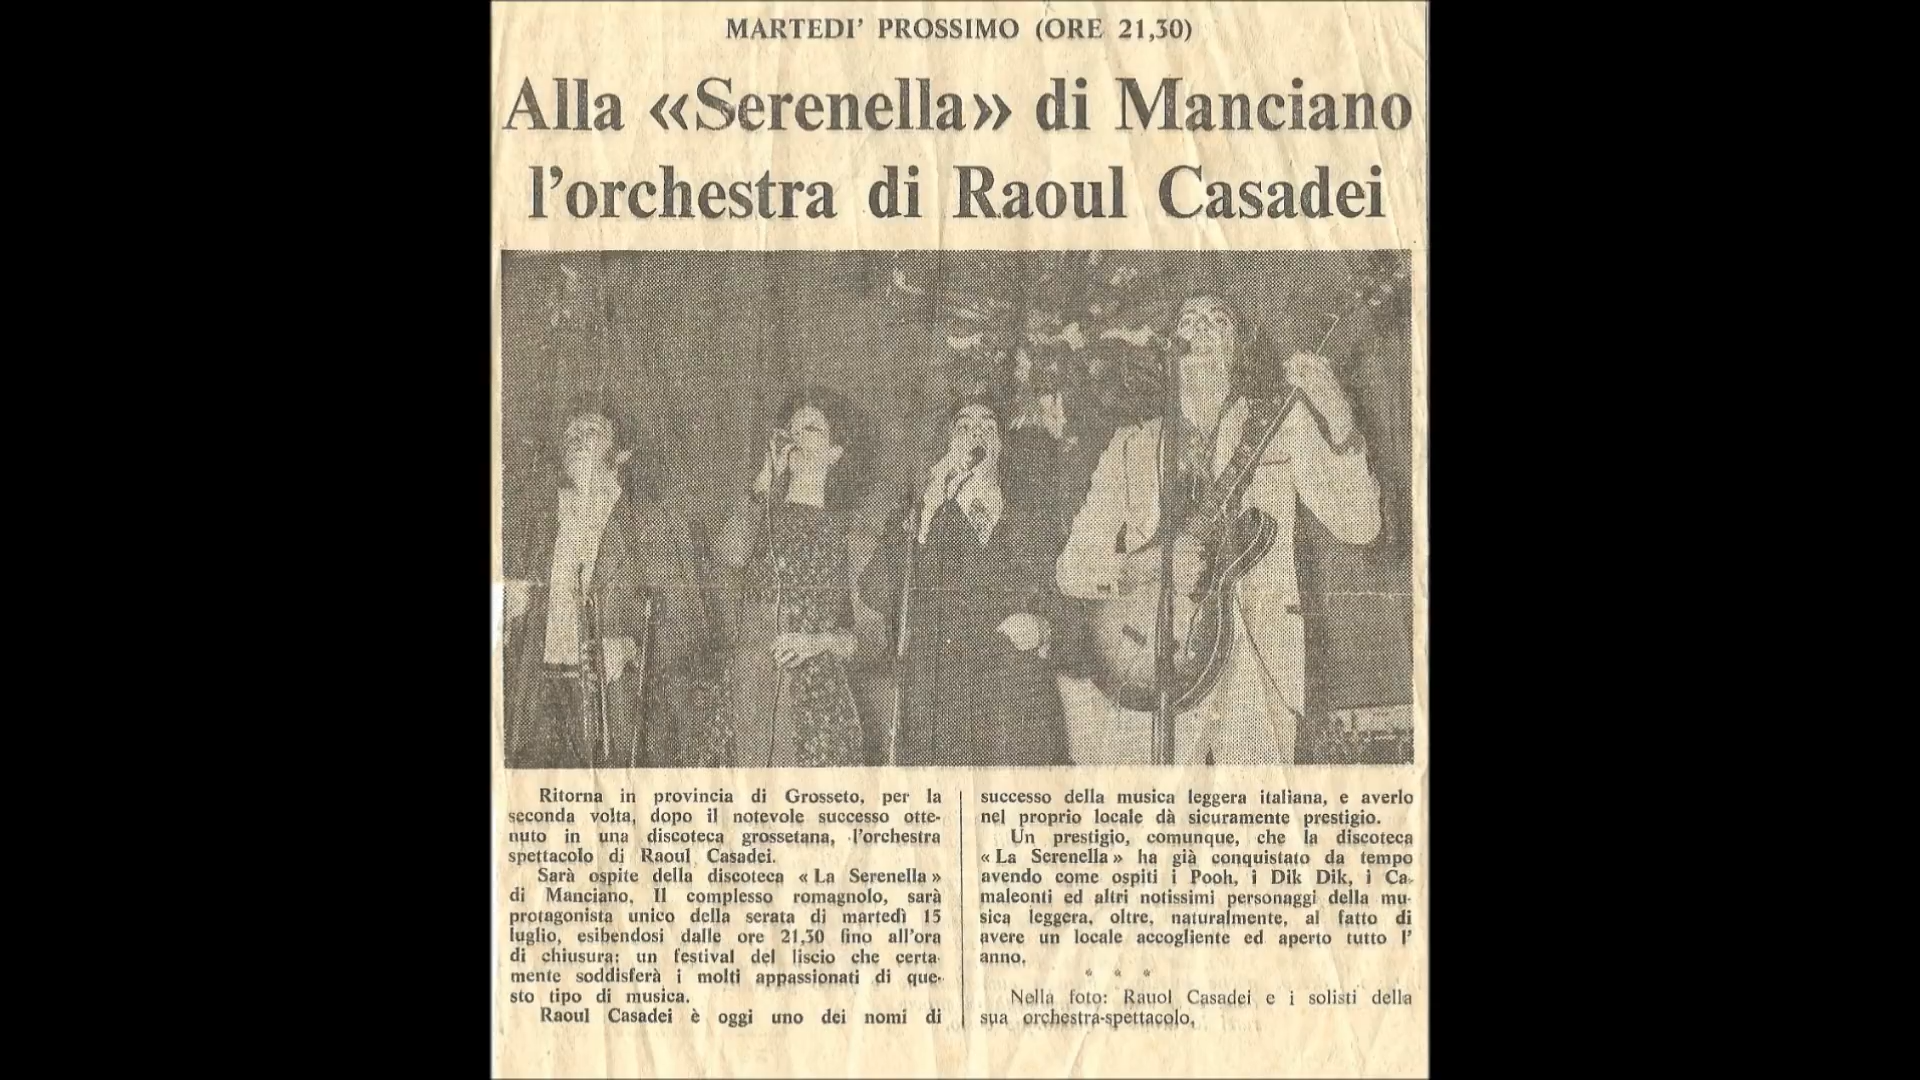 MARTEDI' PROSSIMO (ORE 21,30)
Alla «Serenella» di Manciano
l'orchestra di Raoul Casadei
Ritorna in provincia di Grosseto, per la
seconda volta, dopo il notevole successo otte-
nuto in una discoteca grossetana, l'orchestra
spettacolo di Raoul Casadei.
Sarà ospite della discoteca «La Serenella»
di Manciano. Il complesso romagnolo, sarà
protagonista unico della serata di martedì 15
luglio, esibendosi dalle ore 21,30 fino all'ora
di chiusura: un festival del liscio che certa-
mente soddisferà i molti appassionati di que-
sto tipo di musica.
Raoul Casadei è oggi uno dei nomi di
successo della musica leggera italiana, e averlo
nel proprio locale dà sicuramente prestigio.
Un prestigio, comunque, che la discoteca
«La Serenella» ha già conquistato da tempo
avendo come ospiti i Pooh, i Dik Dik, i Ca-
maleonti ed altri notissimi personaggi della mu-
sica leggera, oltre, naturalmente, al fatto di
avere un locale accogliente ed aperto tutto l'
anno.
* * *
Nella foto: Rauol Casadei e i solisti della
sua orchestra-spettacolo.